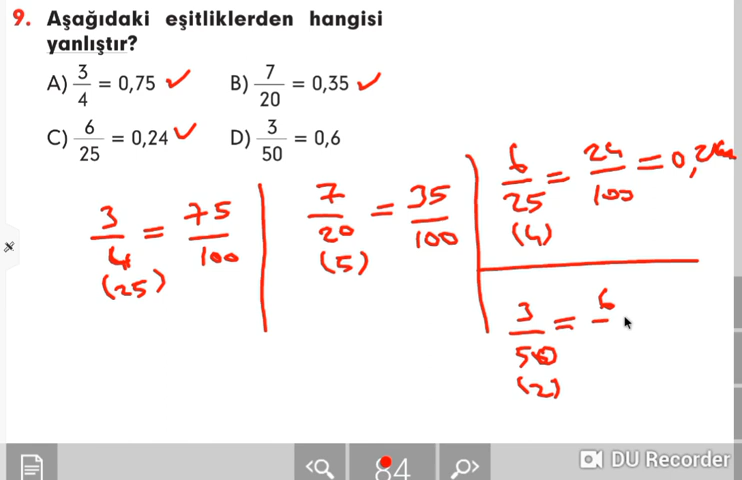 9. Aşağıdaki eşitliklerden hangisi
yanlıştır?
A) 3/4 = 0,75 ✓ B) 7/20 = 0,35 ✓
C) 6/25 = 0,24 ✓ D) 3/50 = 0,6
3/4 = 75/100
(25)
7/20 = 35/100
(5)
6/25 = 24/100 = 0,24
(4)
3/50 = 6
(2)
84
DU Recorder